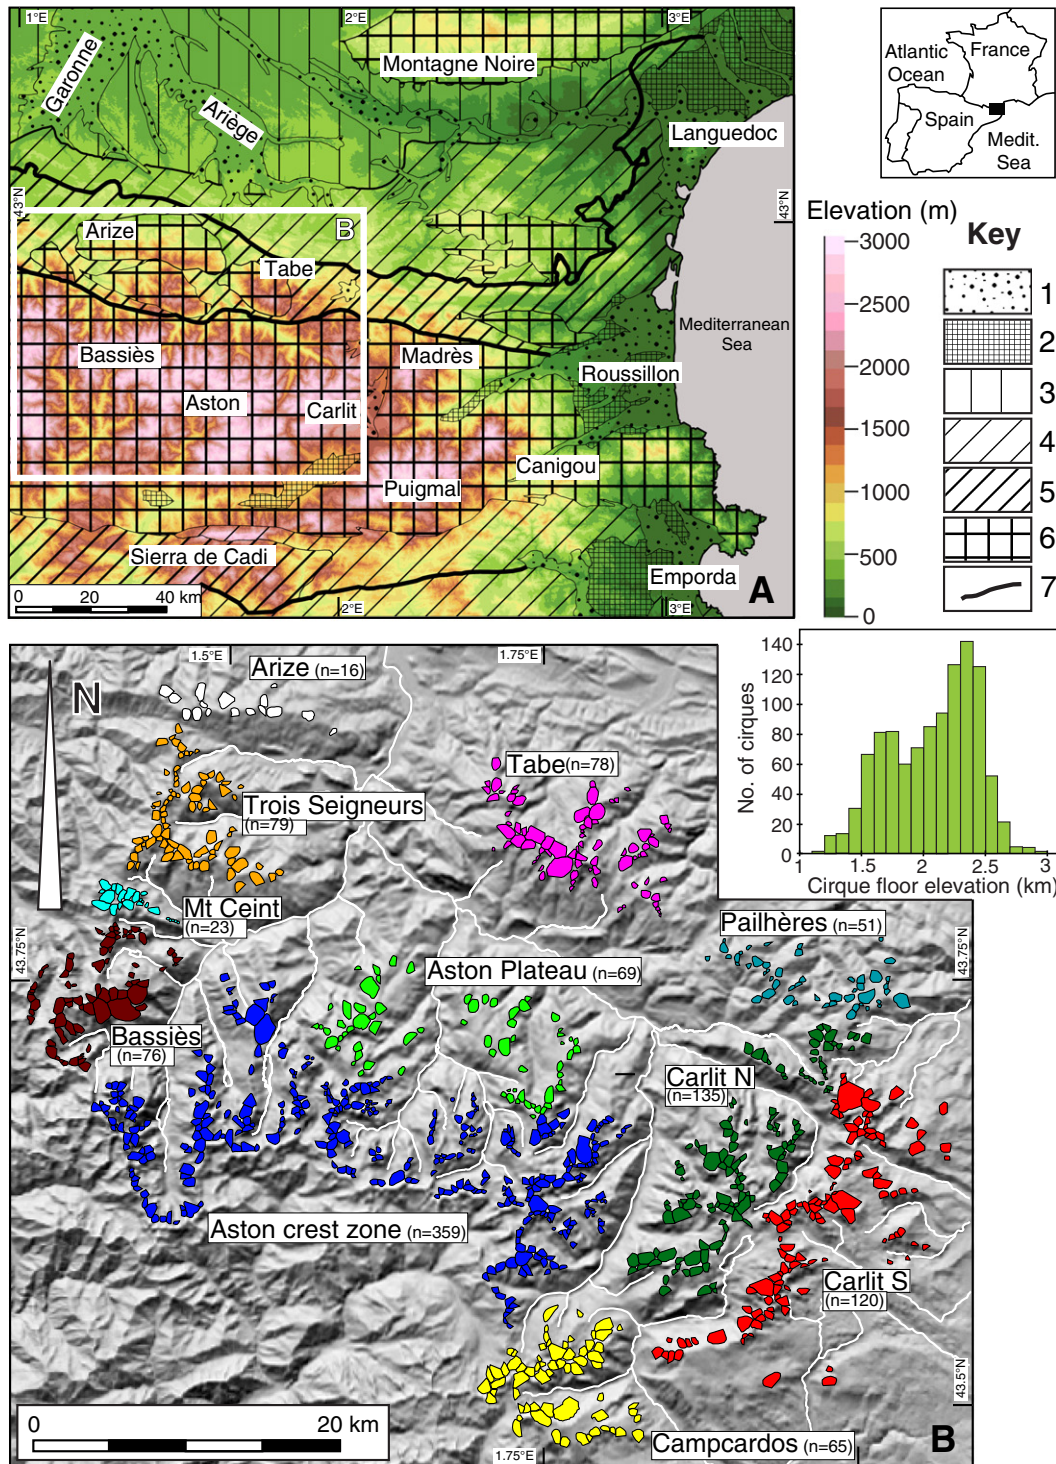 1°E
2°E
3°E
Montagne Noire
Garonne
Ariège
Languedoc
43°N
43°N
Arize
B
Tabe
Mediterranean
Sea
Bassiès
Madrès
Roussillon
Aston
Carlit
Canigou
Puigmal
Sierra de Cadi
Emporda
0 20 40 km
2°E
3°E
A
Atlantic
Ocean
France
Spain
Medit.
Sea
Elevation (m)
3000
2500
2000
1500
1000
500
0
Key
1
2
3
4
5
6
7
1.5°E
1.75°E
Arize (n=16)
N
Tabe (n=78)
Trois Seigneurs
(n=79)
Mt Ceint
(n=23)
Pailhères (n=51)
43.75°N
43.75°N
Aston Plateau (n=69)
Bassiès
(n=76)
Carlit N
(n=135)
Aston crest zone (n=359)
Carlit S
(n=120)
43.5°N
0 20 km
1.75°E
Campcardos (n=65)
B
No. of cirques
140
120
100
80
60
40
20
0
1 1.5 2 2.5 3
Cirque floor elevation (km)